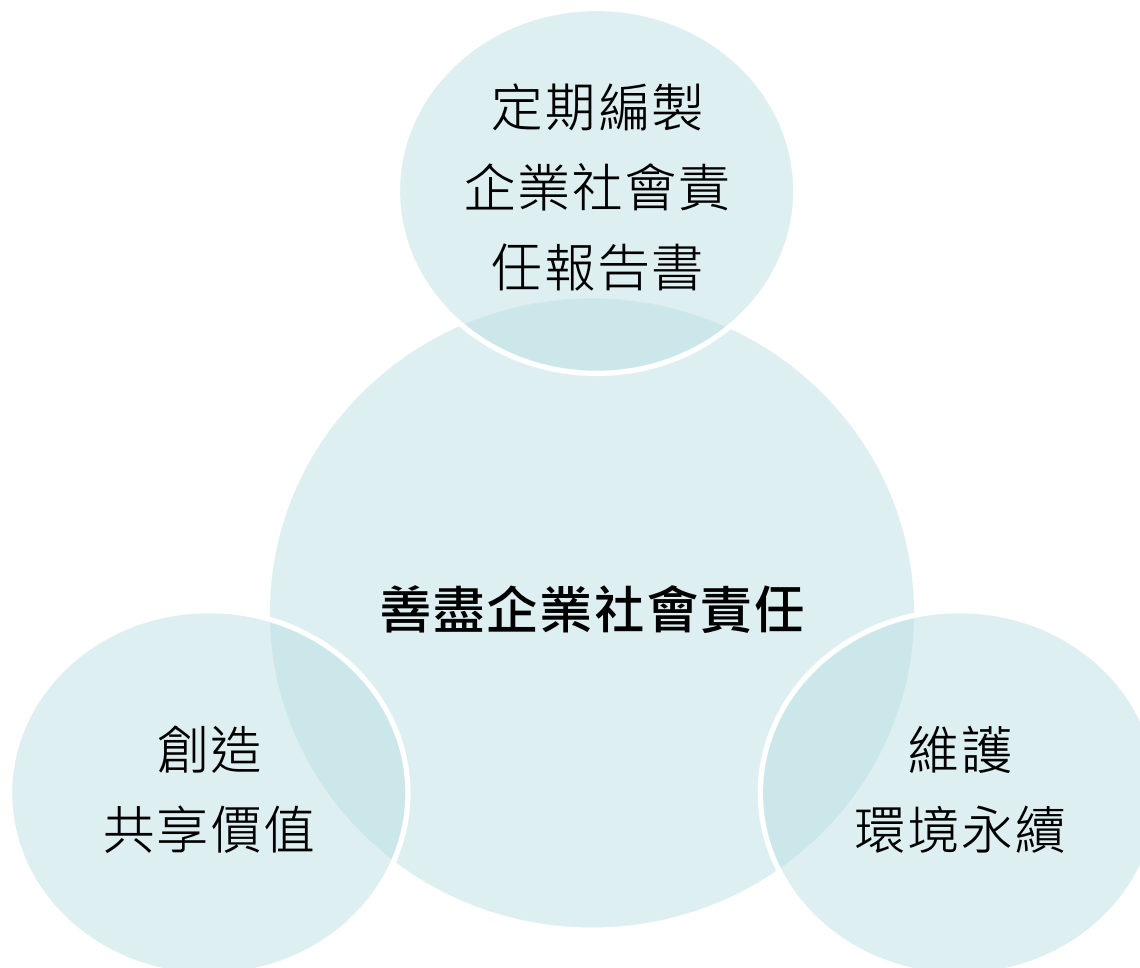 定期編製
企業社會責
任報告書
善盡企業社會責任
創造
共享價值
維護
環境永續